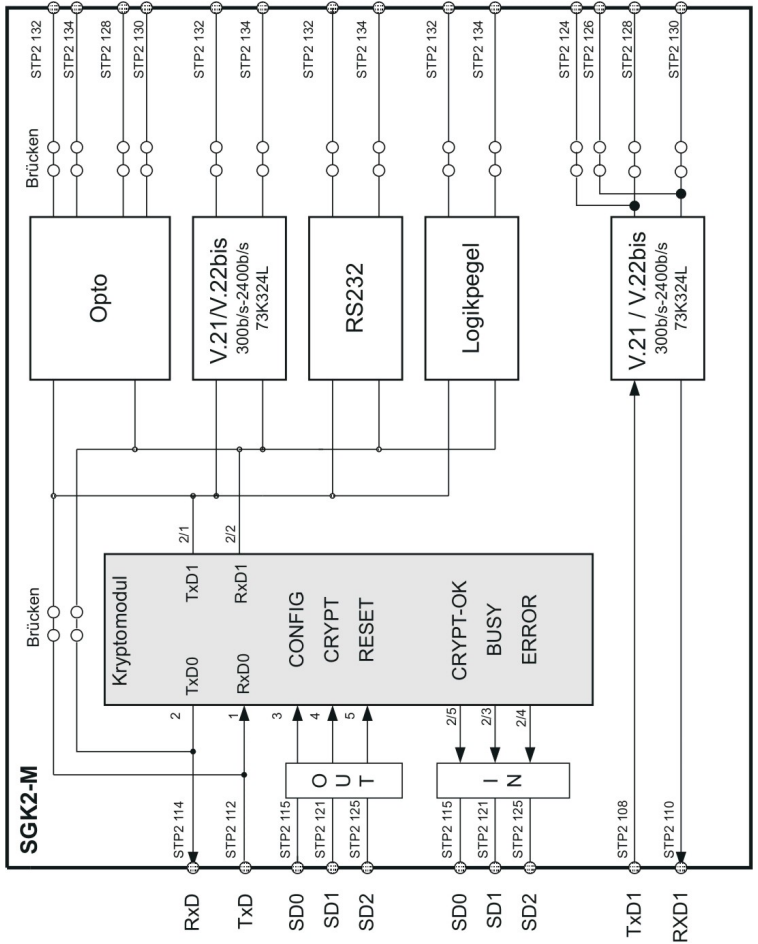 SGK2-M
Brücken
Brücken
STP2 132
STP2 134
STP2 128
STP2 130
STP2 132
STP2 134
STP2 132
STP2 134
STP2 132
STP2 134
STP2 124
STP2 126
STP2 128
STP2 130
Opto
V.21/V.22bis
300b/s-2400b/s
73K324L
RS232
Logikpegel
V.21 / V.22bis
300b/s-2400b/s
73K324L
2/1
2/2
Kryptomodul
TxD0
TxD1
RxD0
RxD1
CONFIG
CRYPT
RESET
CRYPT-OK
BUSY
ERROR
2
1
3
4
5
2/5
2/3
2/4
OUT
IN
STP2 114
STP2 112
STP2 115
STP2 121
STP2 125
STP2 115
STP2 121
STP2 125
STP2 108
STP2 110
RxD
TxD
SD0
SD1
SD2
SD0
SD1
SD2
TxD1
RXD1